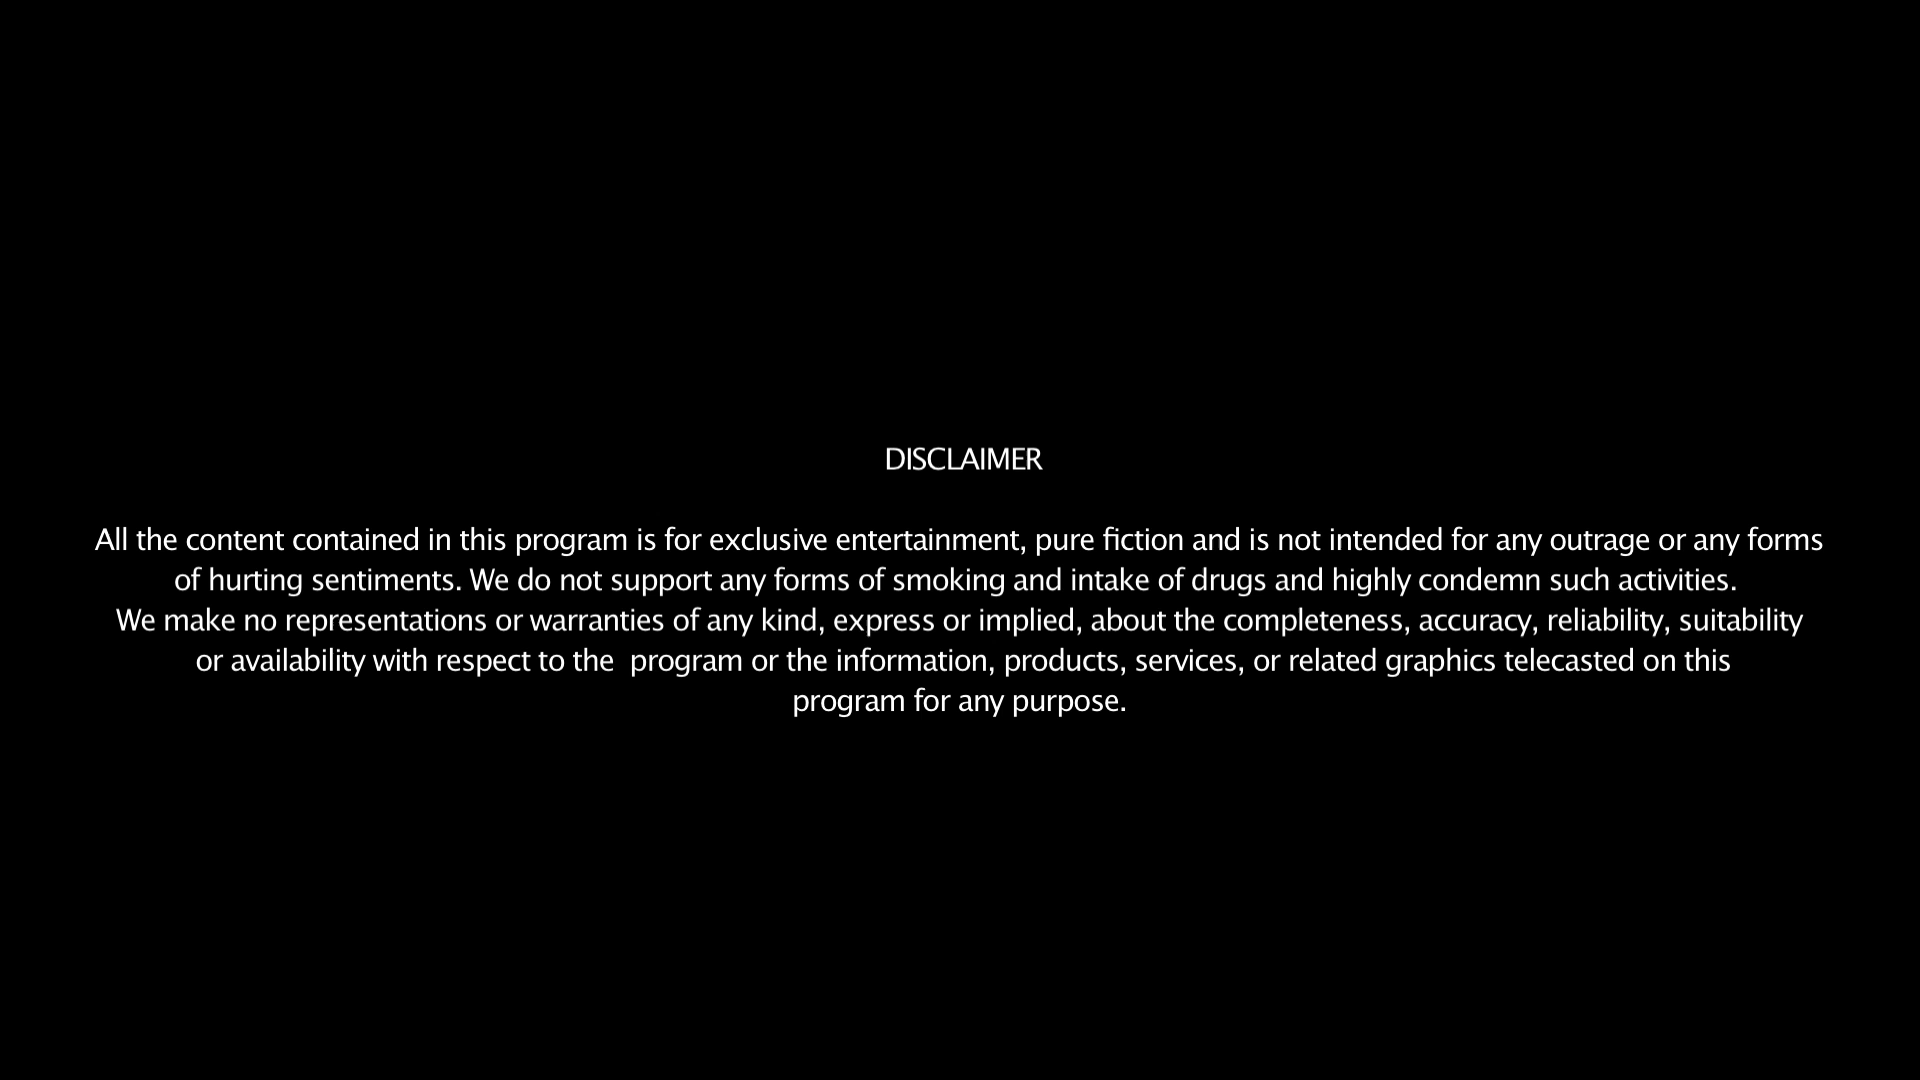 DISCLAIMER
All the content contained in this program is for exclusive entertainment, pure fiction and is not intended for any outrage or any forms
of hurting sentiments. We do not support any forms of smoking and intake of drugs and highly condemn such activities.
We make no representations or warranties of any kind, express or implied, about the completeness, accuracy, reliability, suitability
or availability with respect to the  program or the information, products, services, or related graphics telecasted on this
program for any purpose.